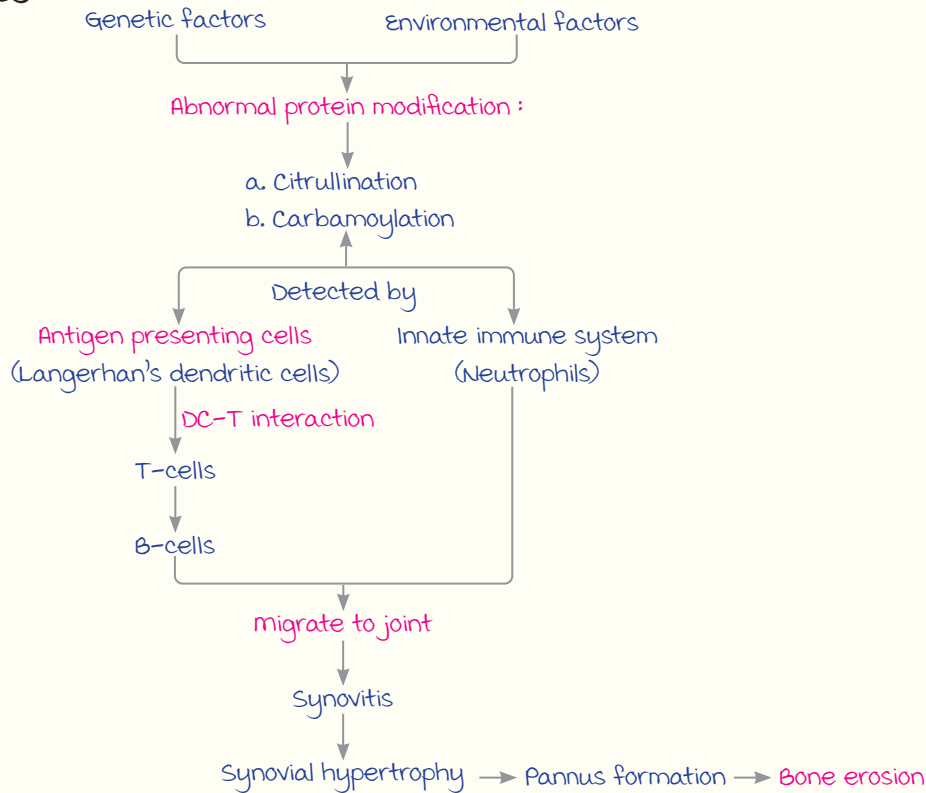 Genetic factors
Environmental factors
Abnormal protein modification :
a. Citrullination
b. Carbamoylation
Detected by
Antigen presenting cells
(Langerhan's dendritic cells)
Innate immune system
(Neutrophils)
DC-T interaction
T-cells
B-cells
migrate to joint
Synovitis
Synovial hypertrophy
Pannus formation
Bone erosion